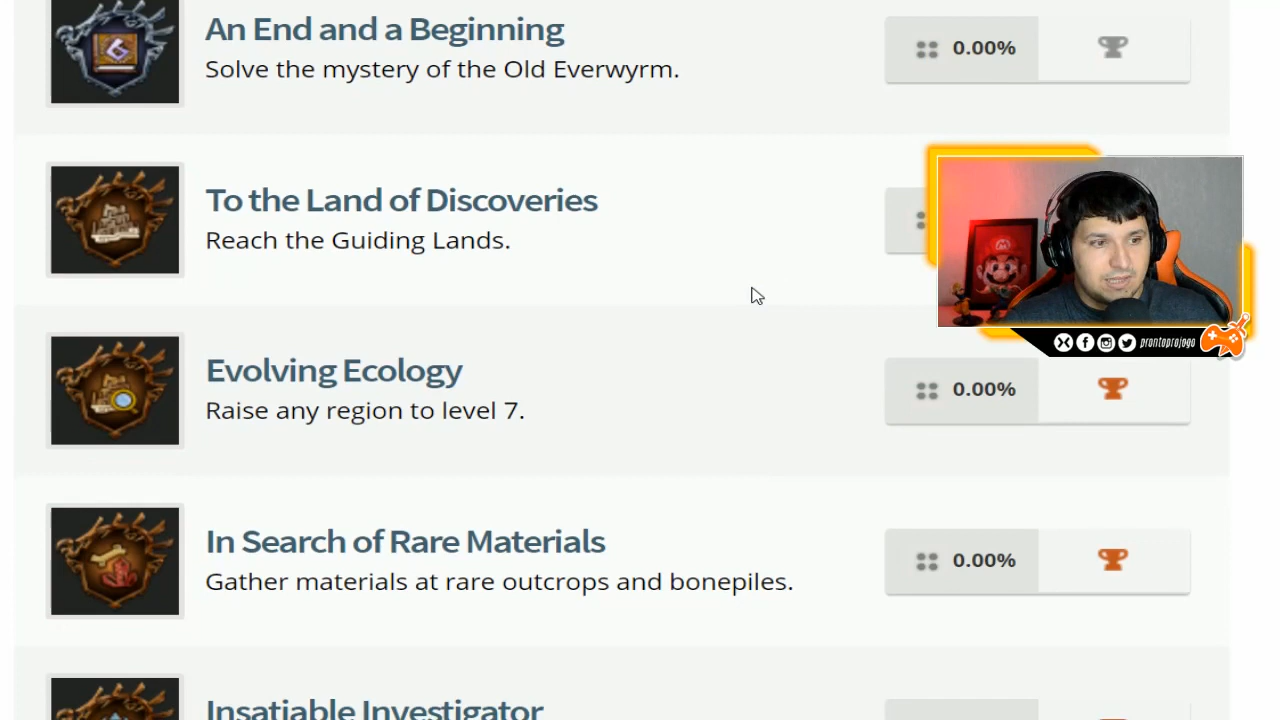 An End and a Beginning
Solve the mystery of the Old Everwyrm.
0.00%
To the Land of Discoveries
Reach the Guiding Lands.
prontoprojogo
Evolving Ecology
Raise any region to level 7.
0.00%
In Search of Rare Materials
Gather materials at rare outcrops and bonepiles.
0.00%
Insatiable Investigator